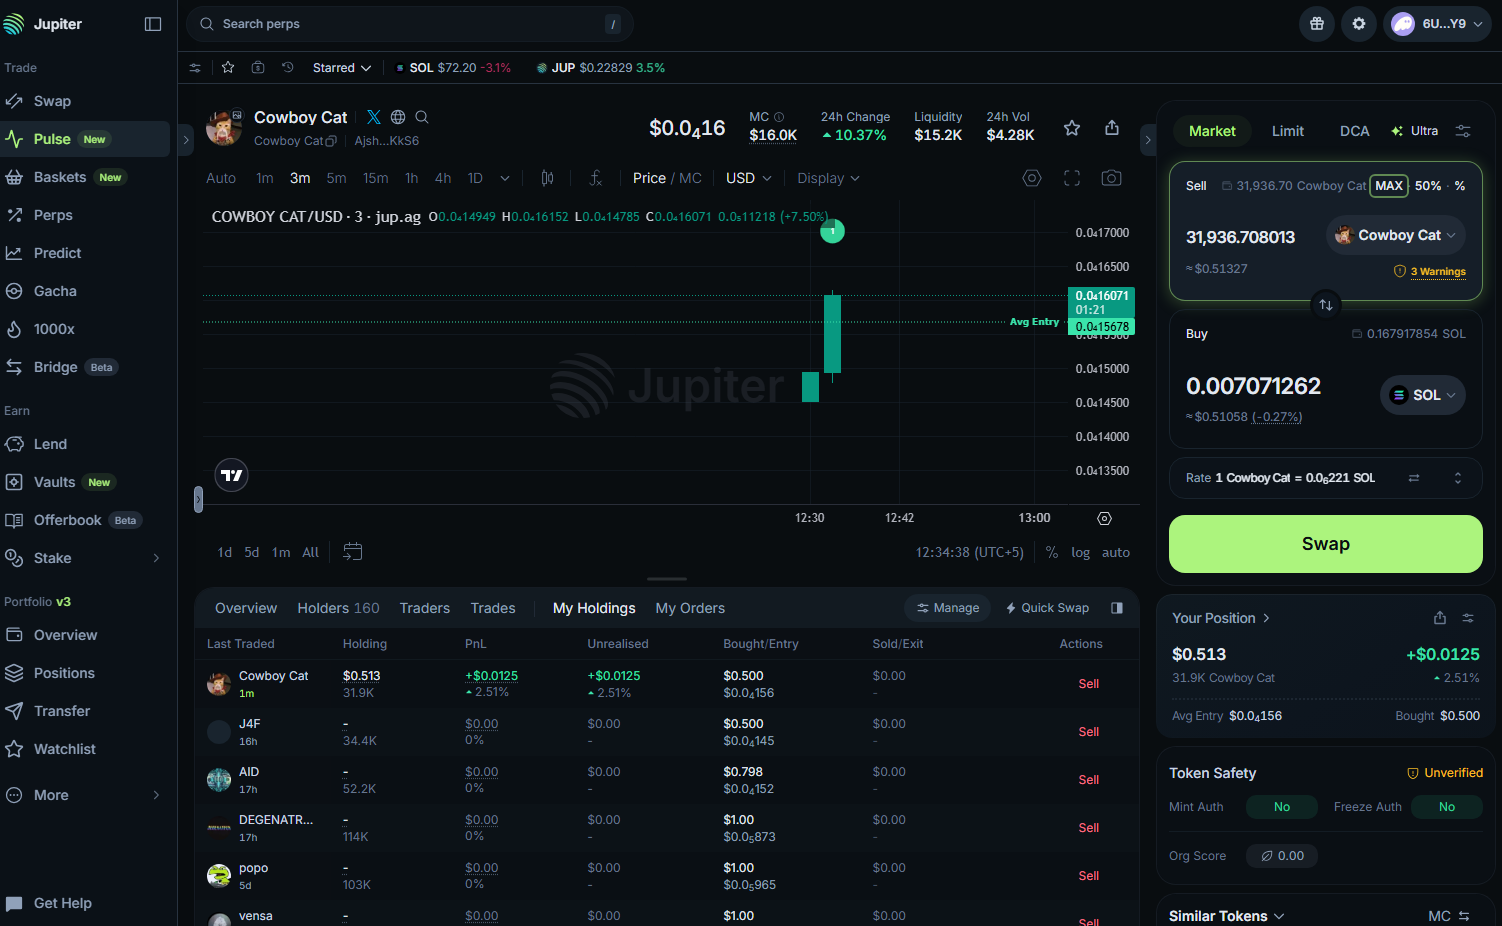 Jupiter
Search perps
/
6U...Y9
Trade
Swap
Pulse New
Baskets New
Perps
Predict
Gacha
1000x
Bridge Beta
Earn
Lend
Vaults New
Offerbook Beta
Stake
Portfolio v3
Overview
Positions
Transfer
Watchlist
More
Get Help
Starred
SOL $72.20 -3.1%
JUP $0.22829 3.5%
Cowboy Cat
Cowboy Cat
Ajsh...KkS6
$0.0₄16
MC
$16.0K
24h Change
10.37%
Liquidity
$15.2K
24h Vol
$4.28K
Auto 1m 3m 5m 15m 1h 4h 1D
Price / MC
USD
Display
COWBOY CAT/USD · 3 · jup.ag O0.0₄14949 H0.0₄16152 L0.0₄14785 C0.0₄16071 0.0₅11218 (+7.50%)
1
0.0₄17000
0.0₄16500
0.0₄16071
01:21
Avg Entry
0.0₄15678
0.0₄15500
0.0₄15000
0.0₄14500
0.0₄14000
0.0₄13500
Jupiter
12:30
12:42
13:00
1d 5d 1m All
12:34:38 (UTC+5)
% log auto
Overview
Holders 160
Traders
Trades
My Holdings
My Orders
Manage
Quick Swap
Last Traded Holding PnL Unrealised Bought/Entry Sold/Exit Actions
Cowboy Cat $0.513 +$0.0125 +$0.0125 $0.500 $0.00 Sell
1m 31.9K 2.51% 2.51% $0.0₄156 -
J4F - $0.00 $0.00 $0.500 $0.00 Sell
16h 34.4K 0% - $0.0₄145 -
AID - $0.00 $0.00 $0.798 $0.00 Sell
17h 52.2K 0% - $0.0₄152 -
DEGENATR... - $0.00 $0.00 $1.00 $0.00 Sell
17h 114K 0% - $0.0₅873 -
popo - $0.00 $0.00 $1.00 $0.00 Sell
5d 103K 0% - $0.0₅965 -
vensa - $0.00 $0.00 $1.00 $0.00 Sell
Market
Limit
DCA
Ultra
Sell
31,936.70 Cowboy Cat
MAX · 50% · %
31,936.708013
Cowboy Cat
≈ $0.51327
3 Warnings
Buy
0.167917854 SOL
0.007071262
SOL
≈ $0.51058 (-0.27%)
Rate 1 Cowboy Cat = 0.0₆221 SOL
Swap
Your Position
$0.513
+$0.0125
31.9K Cowboy Cat
2.51%
Avg Entry $0.0₄156
Bought $0.500
Token Safety
Unverified
Mint Auth No
Freeze Auth No
Org Score 0.00
Similar Tokens
MC